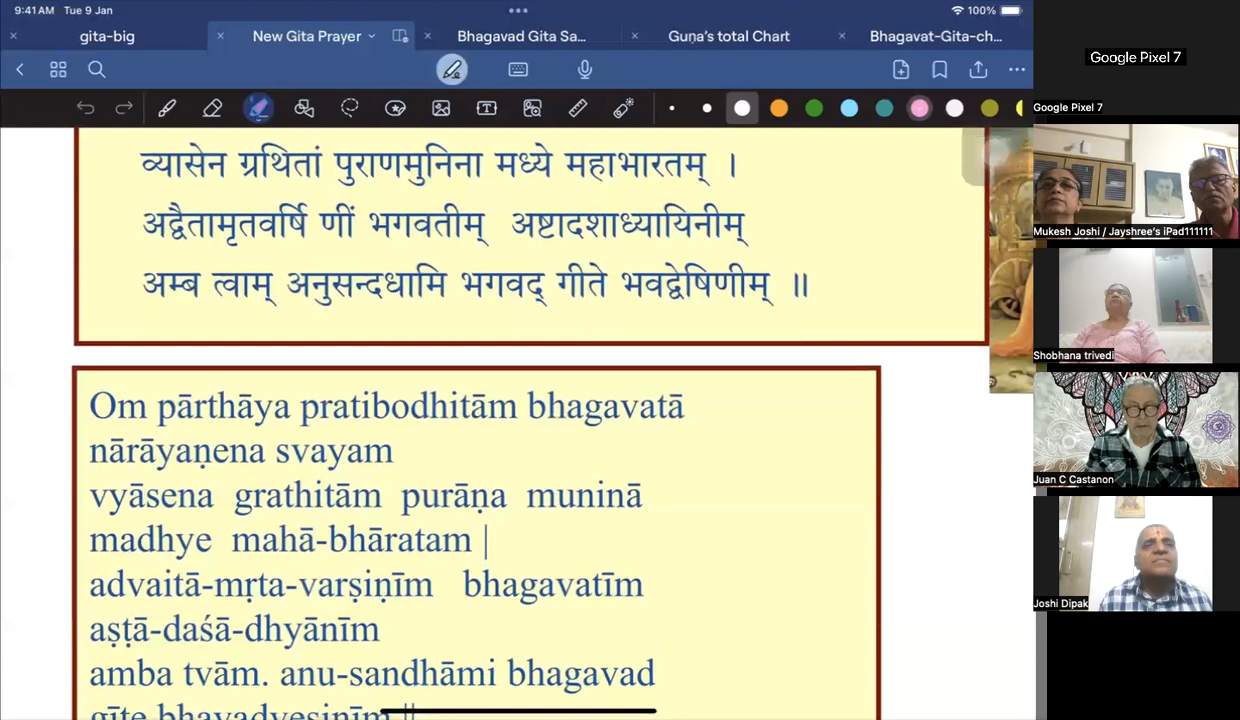 9:41 AM Tue 9 Jan
100%
gita-big
New Gita Prayer
Bhagavad Gita Sa...
Guṇa's total Chart
Bhagavat-Gita-ch...
व्यासेन ग्रथितां पुराणमुनिना मध्ये महाभारतम् ।
अद्वैतामृतवर्षि णीं भगवतीम् अष्टादशाध्यायिनीम्
अम्ब त्वाम् अनुसन्दधामि भगवद् गीते भवद्वेषिणीम् ॥
Om pārthāya pratibodhitām bhagavatā
nārāyaṇena svayam
vyāsena grathitām purāṇa muninā
madhye mahā-bhāratam |
advaitā-mṛta-varṣiṇīm bhagavatīm
aṣṭā-daśā-dhyānīm
amba tvām. anu-sandhāmi bhagavad
gīte bhavadveṣiṇīm ||
Google Pixel 7
Google Pixel 7
Mukesh Joshi / Jayshree's iPad111111
Shobhana trivedi
Juan C Castanon
Joshi Dipak